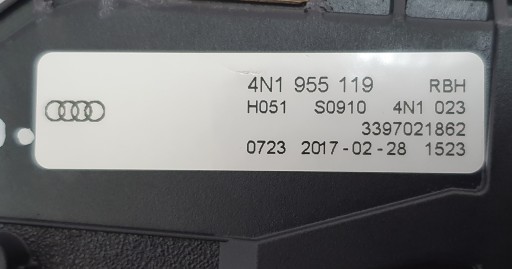 4N1 955 119 RBH
H051 S0910 4N1 023
3397021862
0723 2017-02-28 1523